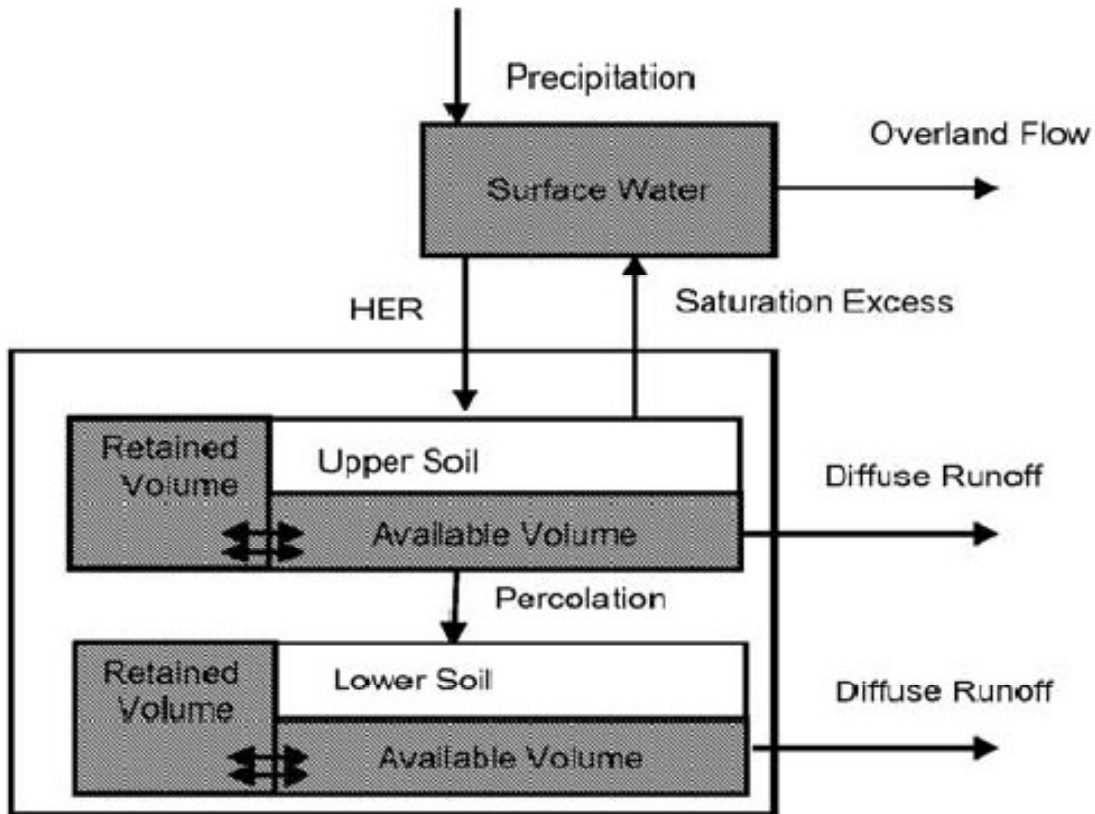 Precipitation
Overland Flow
Surface Water
HER
Saturation Excess
Retained
Volume
Upper Soil
Diffuse Runoff
Available Volume
Percolation
Retained
Volume
Lower Soil
Diffuse Runoff
Available Volume